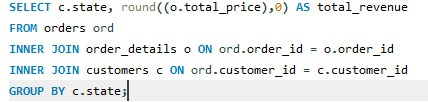 SELECT c.state, round((o.total_price),0) AS total_revenue
FROM orders ord
INNER JOIN order_details o ON ord.order_id = o.order_id
INNER JOIN customers c ON ord.customer_id = c.customer_id
GROUP BY c.state;